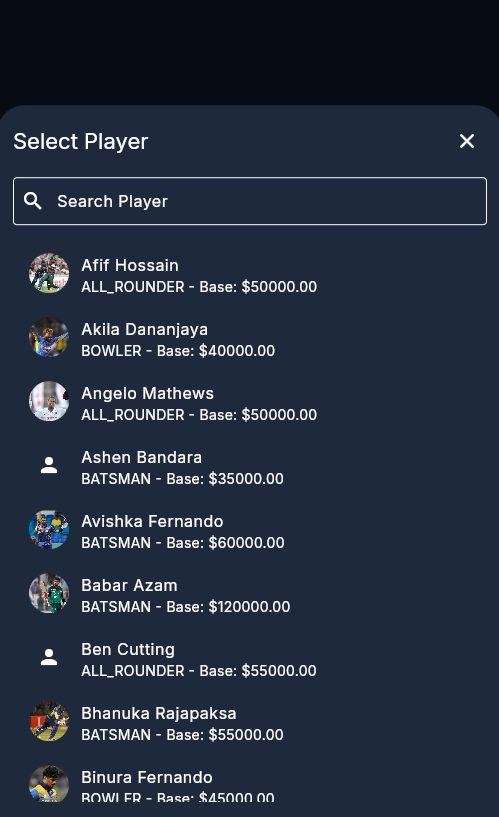 Select Player
Search Player
Afif Hossain
ALL_ROUNDER - Base: $50000.00
Akila Dananjaya
BOWLER - Base: $40000.00
Angelo Mathews
ALL_ROUNDER - Base: $50000.00
Ashen Bandara
BATSMAN - Base: $35000.00
Avishka Fernando
BATSMAN - Base: $60000.00
Babar Azam
BATSMAN - Base: $120000.00
Ben Cutting
ALL_ROUNDER - Base: $55000.00
Bhanuka Rajapaksa
BATSMAN - Base: $55000.00
Binura Fernando
BOWLER - Base: $45000.00